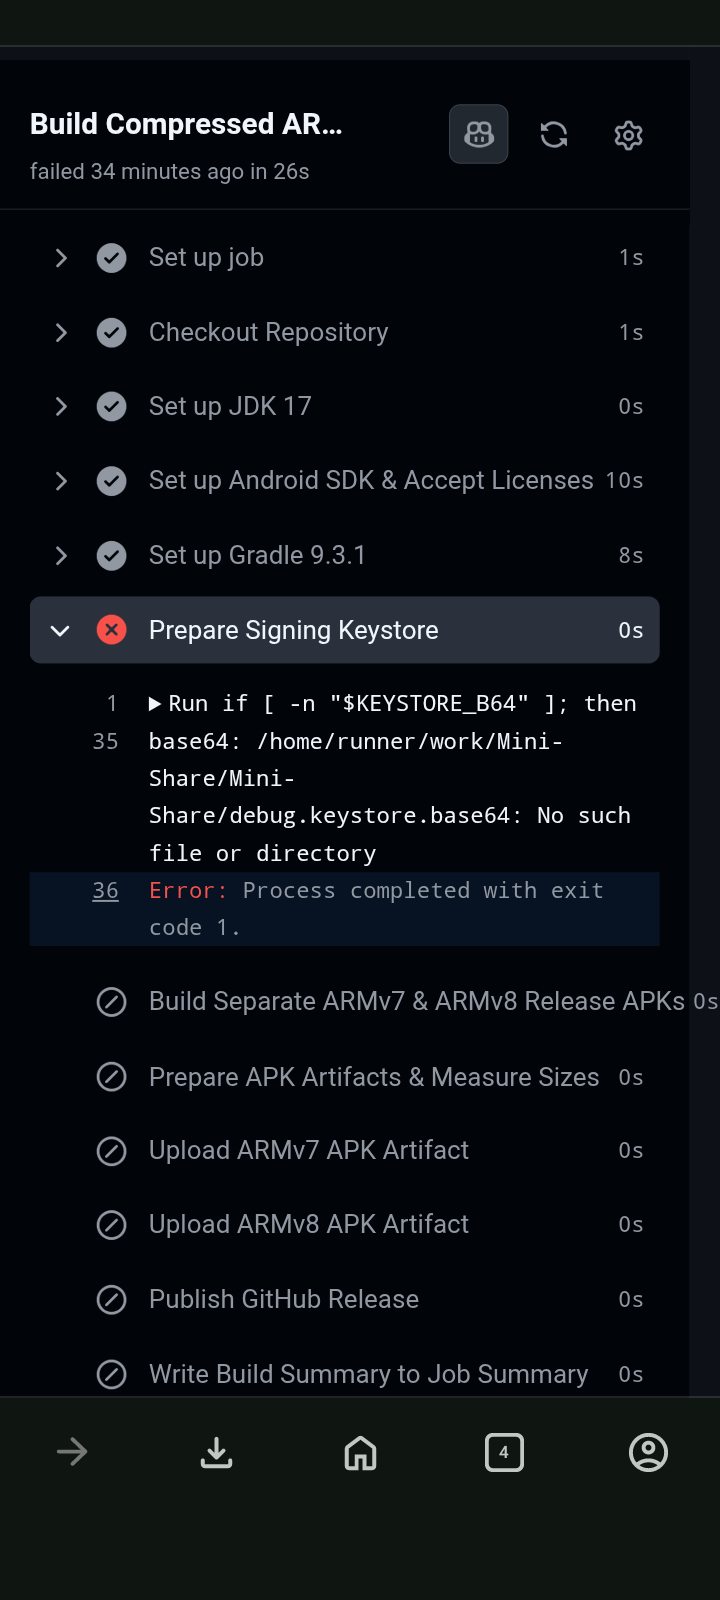 Build Compressed AR...
failed 34 minutes ago in 26s
Set up job 1s
Checkout Repository 1s
Set up JDK 17 0s
Set up Android SDK & Accept Licenses 10s
Set up Gradle 9.3.1 8s
Prepare Signing Keystore 0s
1 Run if [ -n "$KEYSTORE_B64" ]; then
35 base64: /home/runner/work/Mini-
Share/Mini-
Share/debug.keystore.base64: No such
file or directory
36 Error: Process completed with exit
code 1.
Build Separate ARMv7 & ARMv8 Release APKs 0s
Prepare APK Artifacts & Measure Sizes 0s
Upload ARMv7 APK Artifact 0s
Upload ARMv8 APK Artifact 0s
Publish GitHub Release 0s
Write Build Summary to Job Summary 0s
4